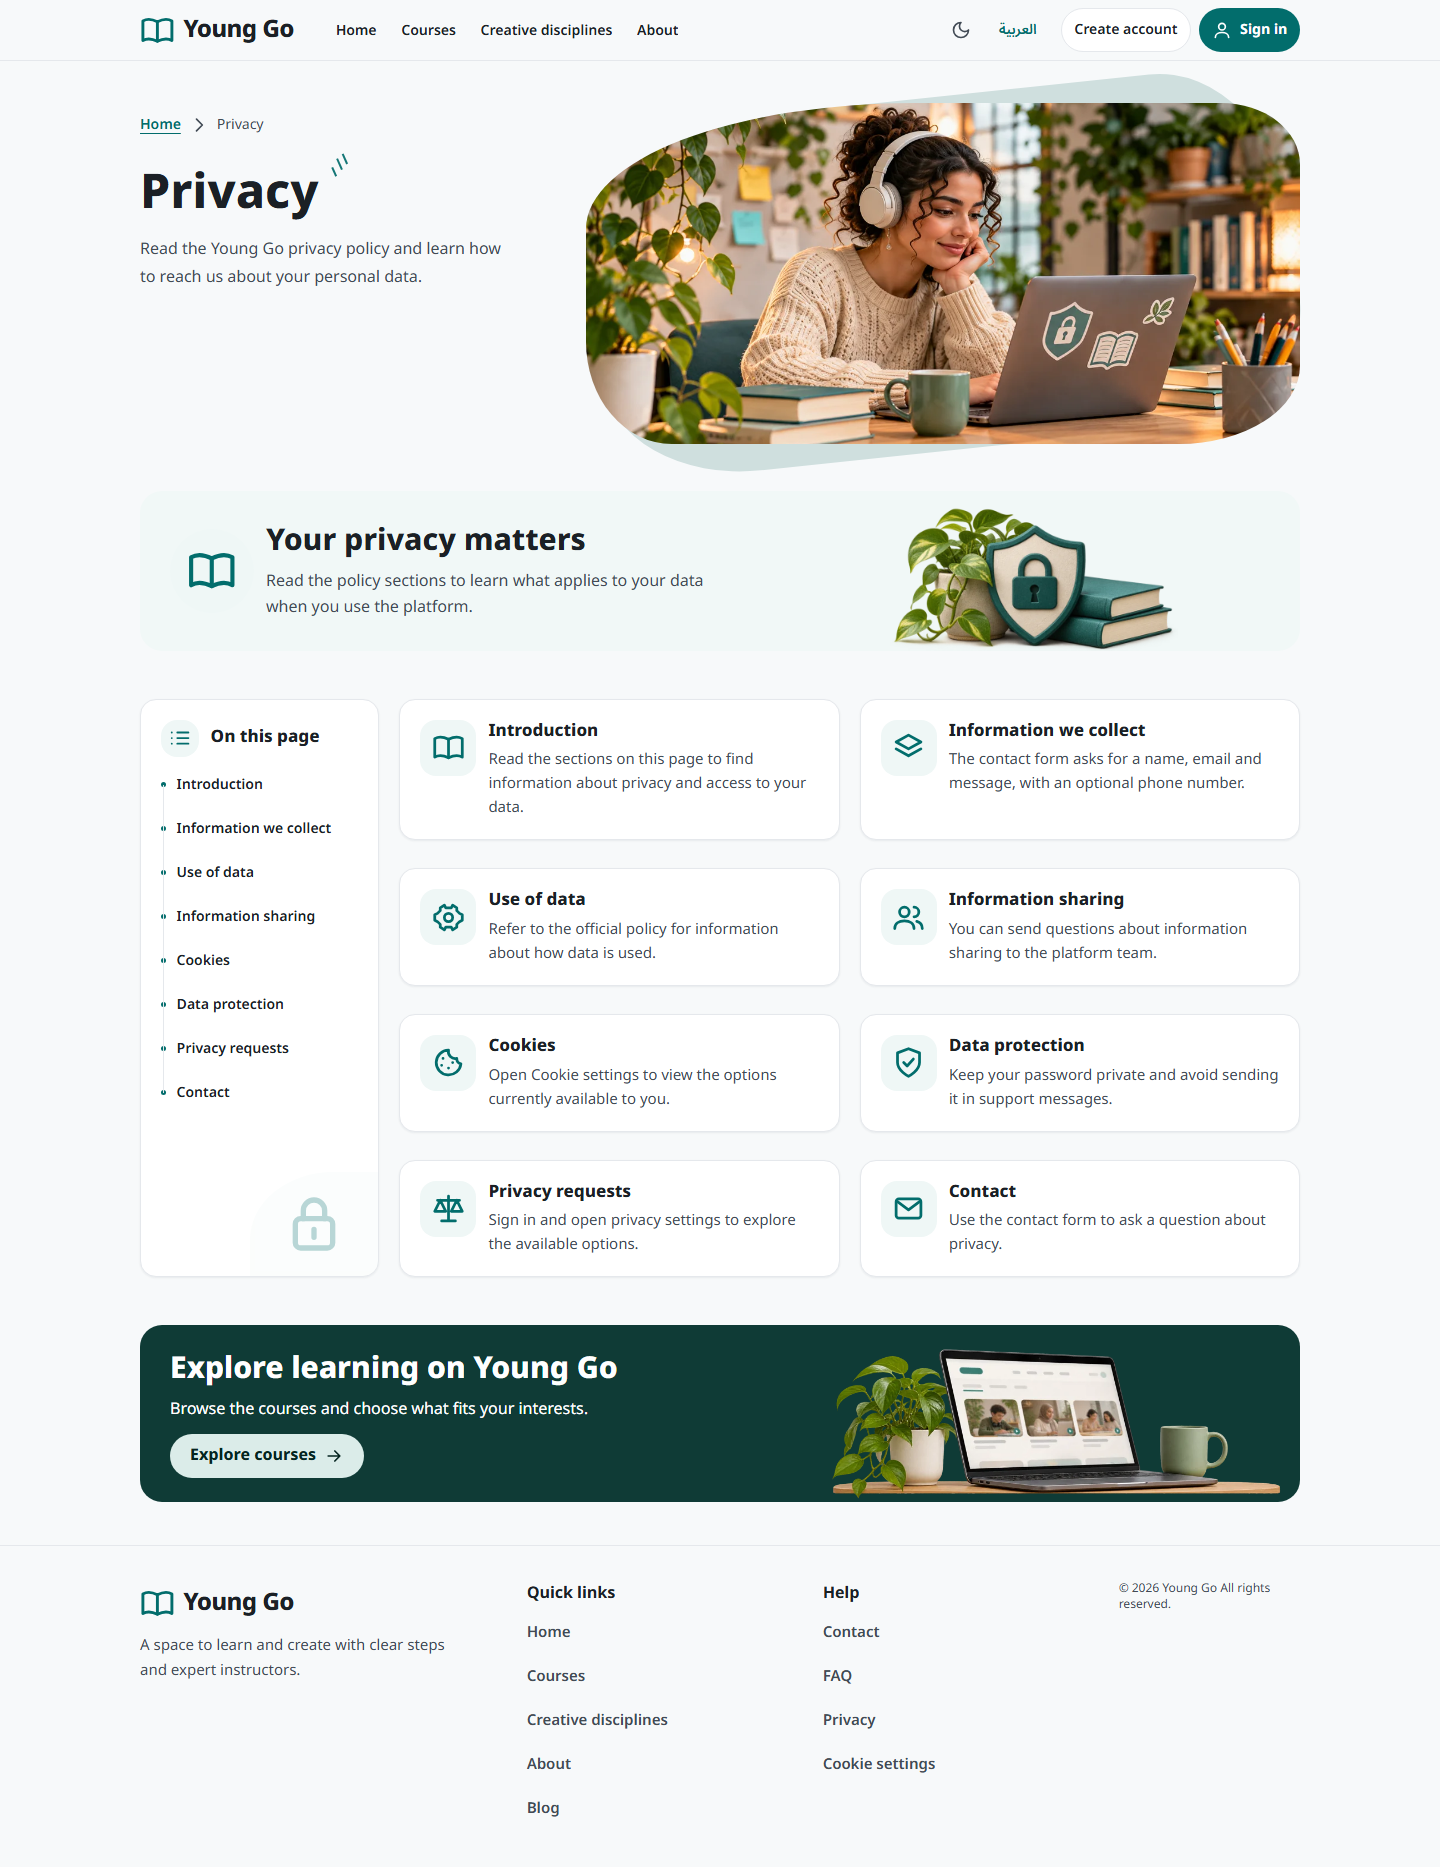 Young Go
Home
Courses
Creative disciplines
About
العربية
Create account
Sign in
Home
Privacy
Privacy
Read the Young Go privacy policy and learn how
to reach us about your personal data.
Your privacy matters
Read the policy sections to learn what applies to your data
when you use the platform.
On this page
Introduction
Information we collect
Use of data
Information sharing
Cookies
Data protection
Privacy requests
Contact
Introduction
Read the sections on this page to find
information about privacy and access to your
data.
Information we collect
The contact form asks for a name, email and
message, with an optional phone number.
Use of data
Refer to the official policy for information
about how data is used.
Information sharing
You can send questions about information
sharing to the platform team.
Cookies
Open Cookie settings to view the options
currently available to you.
Data protection
Keep your password private and avoid sending
it in support messages.
Privacy requests
Sign in and open privacy settings to explore
the available options.
Contact
Use the contact form to ask a question about
privacy.
Explore learning on Young Go
Browse the courses and choose what fits your interests.
Explore courses
Young Go
A space to learn and create with clear steps
and expert instructors.
Quick links
Home
Courses
Creative disciplines
About
Blog
Help
Contact
FAQ
Privacy
Cookie settings
© 2026 Young Go All rights
reserved.